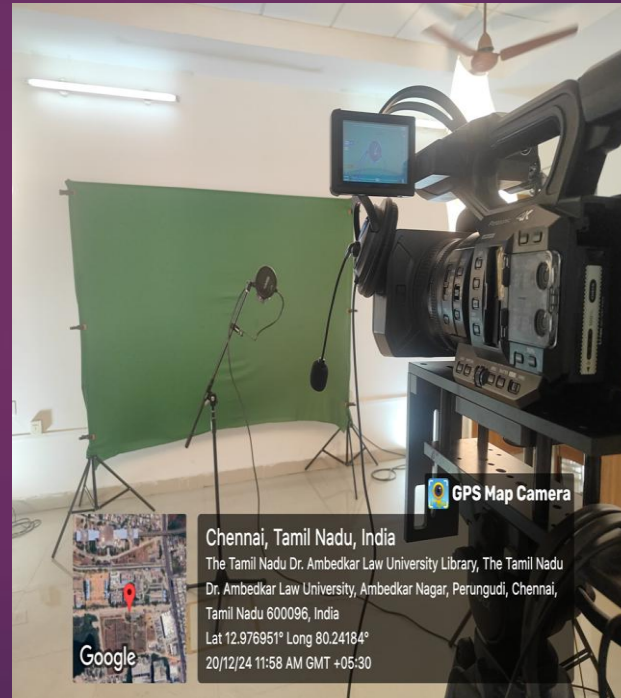 GPS Map Camera
Chennai, Tamil Nadu, India
The Tamil Nadu Dr. Ambedkar Law University Library, The Tamil Nadu
Dr. Ambedkar Law University, Ambedkar Nagar, Perungudi, Chennai,
Tamil Nadu 600096, India
Lat 12.976951° Long 80.24184°
20/12/24 11:58 AM GMT +05:30
Google